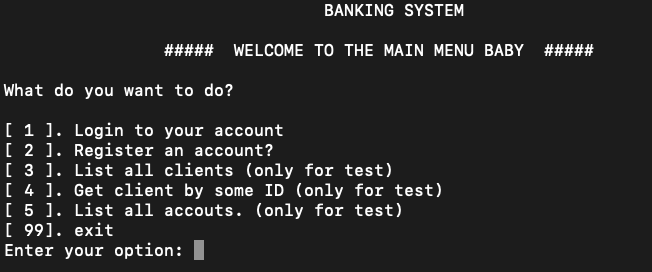 BANKING SYSTEM
##### WELCOME TO THE MAIN MENU BABY #####
What do you want to do?
[ 1 ]. Login to your account
[ 2 ]. Register an account?
[ 3 ]. List all clients (only for test)
[ 4 ]. Get client by some ID (only for test)
[ 5 ]. List all accouts. (only for test)
[ 99]. exit
Enter your option: